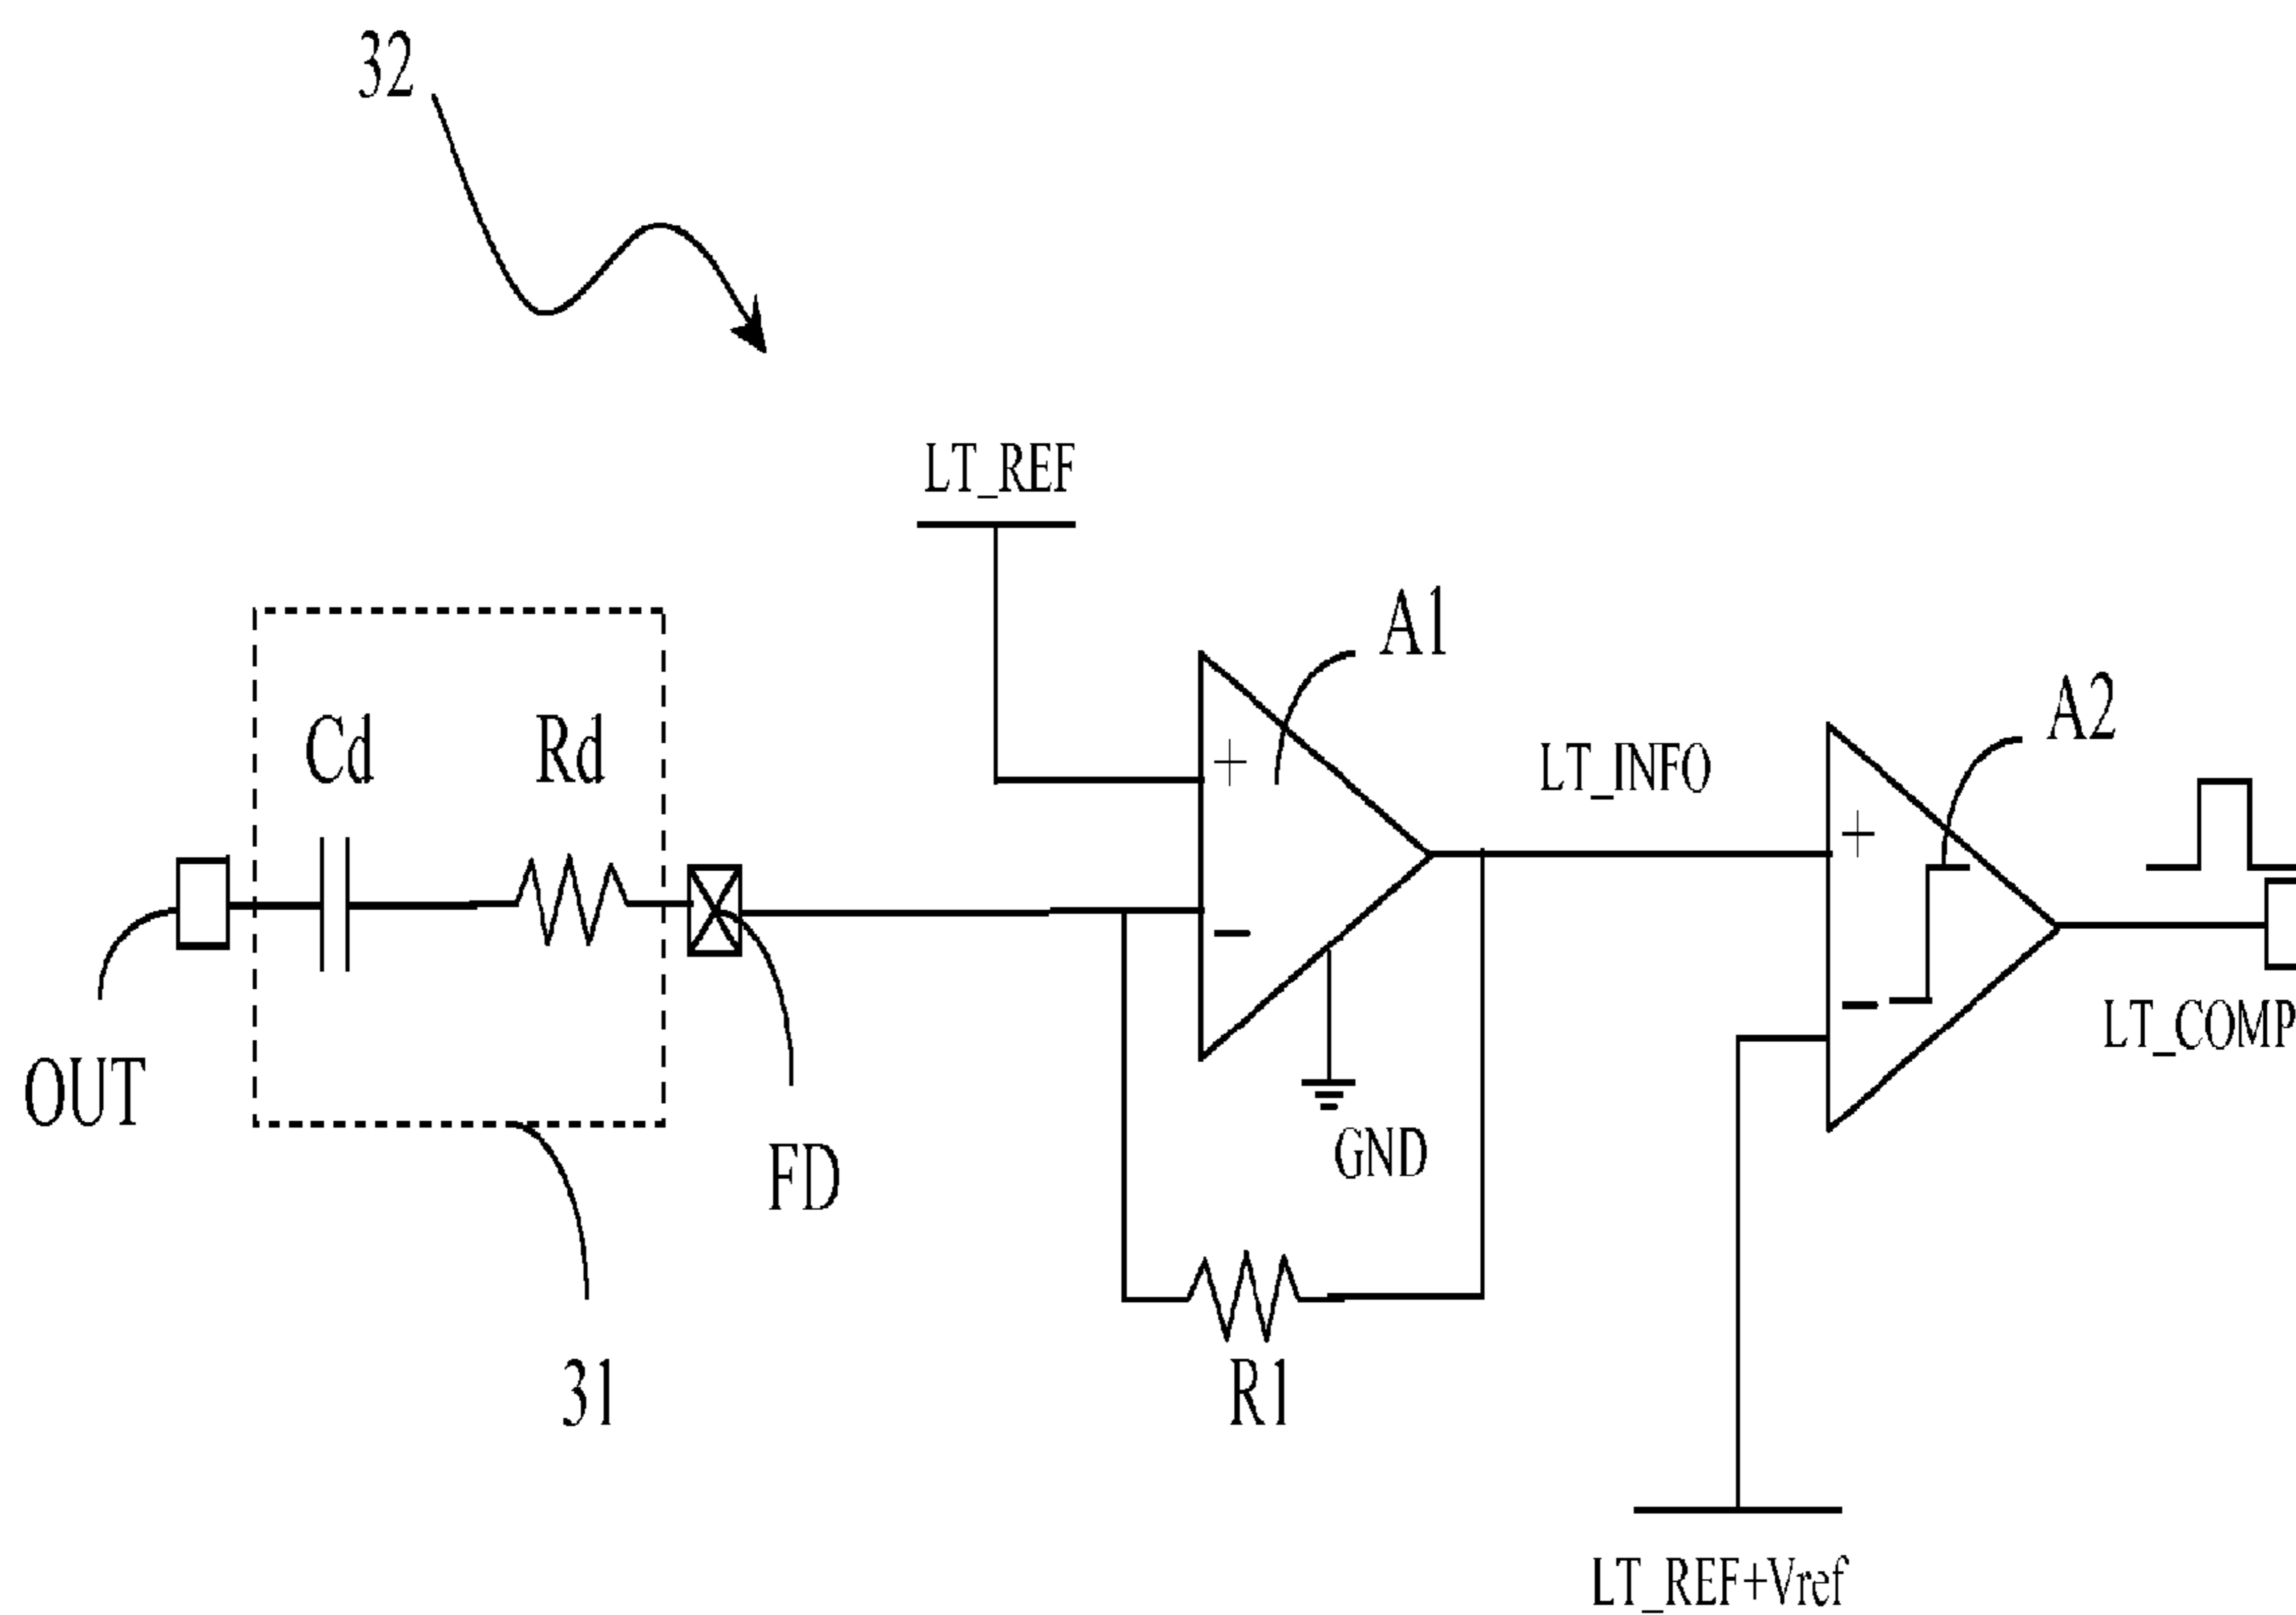 32
LT_REF
A1
A2
Cd
Rd
LT_INFO
+
+
-
-
LT_COMP
OUT
FD
GND
31
R1
LT_REF+Vref